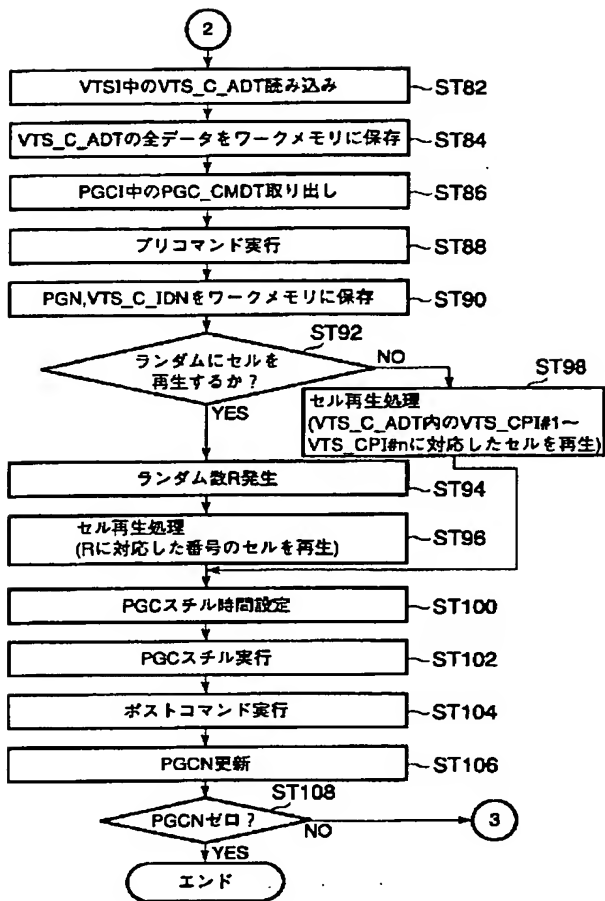 2
VTSI中のVTS_C_ADT読み込み
ST82
VTS_C_ADTの全データをワークメモリに保存
ST84
PGCI中のPGC_CMDT取り出し
ST86
プリコマンド実行
ST88
PGN,VTS_C_IDNをワークメモリに保存
ST90
ST92
ランダムにセルを
再生するか？
NO
YES
ST98
セル再生処理
(VTS_C_ADT内のVTS_CPI#1〜
VTS_CPI#nに対応したセルを再生)
ランダム数R発生
ST94
セル再生処理
(Rに対応した番号のセルを再生)
ST96
PGCスチル時間設定
ST100
PGCスチル実行
ST102
ポストコマンド実行
ST104
PGCN更新
ST106
ST108
PGCNゼロ？
NO
3
YES
エンド